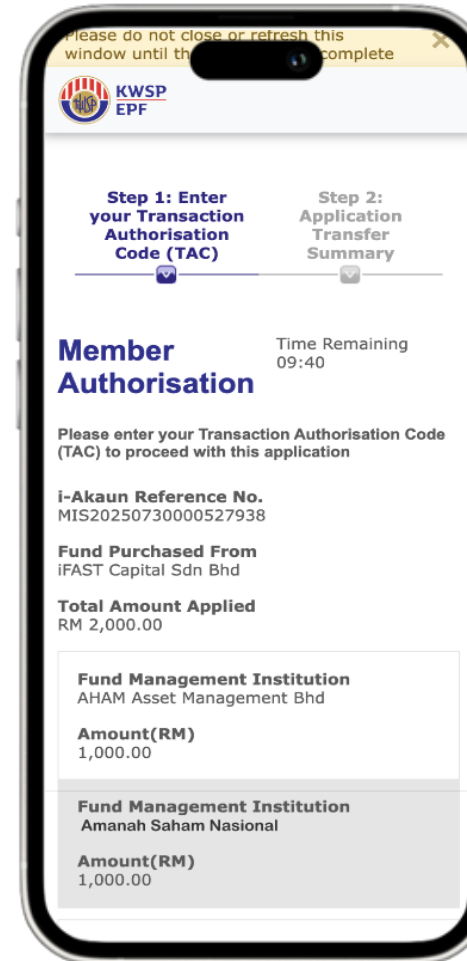 Please do not close or refresh this
window until th complete
KWSP
EPF
Step 1: Enter
your Transaction
Authorisation
Code (TAC)
Step 2:
Application
Transfer
Summary
Member
Authorisation
Time Remaining
09:40
Please enter your Transaction Authorisation Code
(TAC) to proceed with this application
i-Akaun Reference No.
MIS20250730000527938
Fund Purchased From
iFAST Capital Sdn Bhd
Total Amount Applied
RM 2,000.00
Fund Management Institution
AHAM Asset Management Bhd
Amount(RM)
1,000.00
Fund Management Institution
Amanah Saham Nasional
Amount(RM)
1,000.00